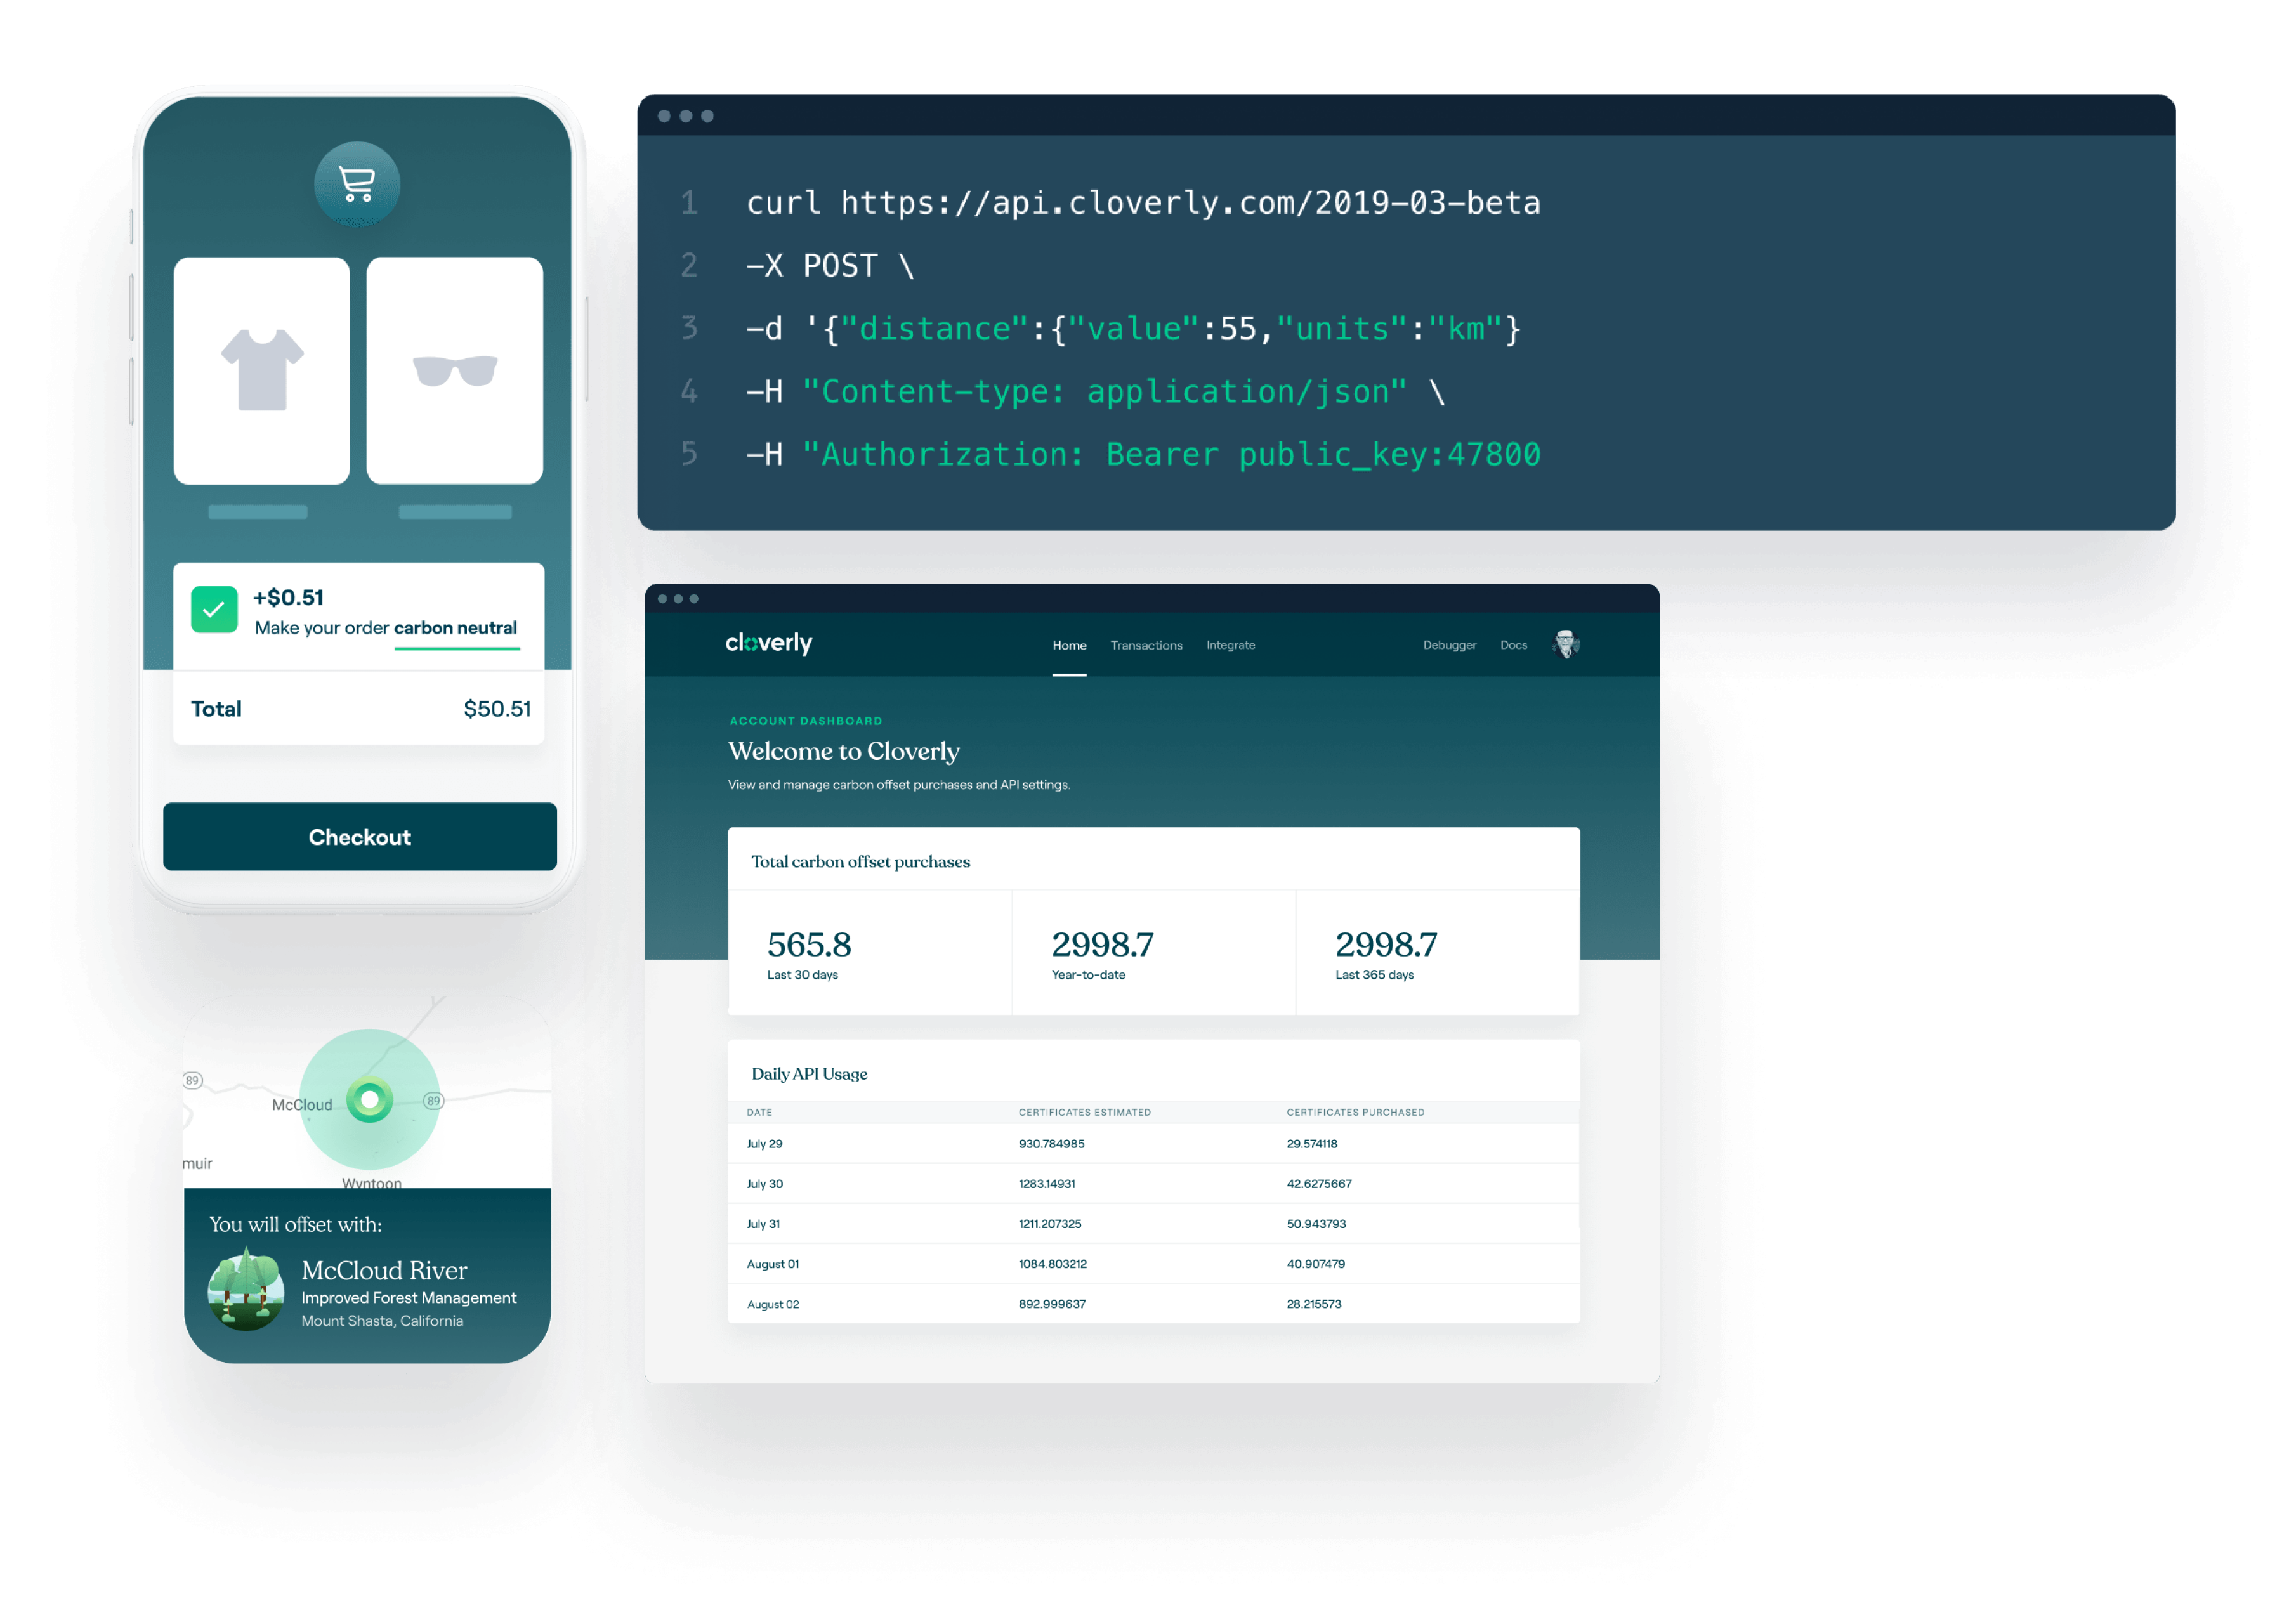 +$0.51
Make your order carbon neutral
Total $50.51
Checkout
89
McCloud
89
muir
Wyntoon
You will offset with:
McCloud River
Improved Forest Management
Mount Shasta, California
1 curl https://api.cloverly.com/2019-03-beta
2 -X POST \
3 -d '{"distance":{"value":55,"units":"km"}
4 -H "Content-type: application/json" \
5 -H "Authorization: Bearer public_key:47800
cloverly Home Transactions Integrate Debugger Docs
ACCOUNT DASHBOARD
Welcome to Cloverly
View and manage carbon offset purchases and API settings.
Total carbon offset purchases
565.8 2998.7 2998.7
Last 30 days Year-to-date Last 365 days
Daily API Usage
DATE CERTIFICATES ESTIMATED CERTIFICATES PURCHASED
July 29 930.784985 29.574118
July 30 1283.14931 42.6275667
July 31 1211.207325 50.943793
August 01 1084.803212 40.907479
August 02 892.999637 28.215573